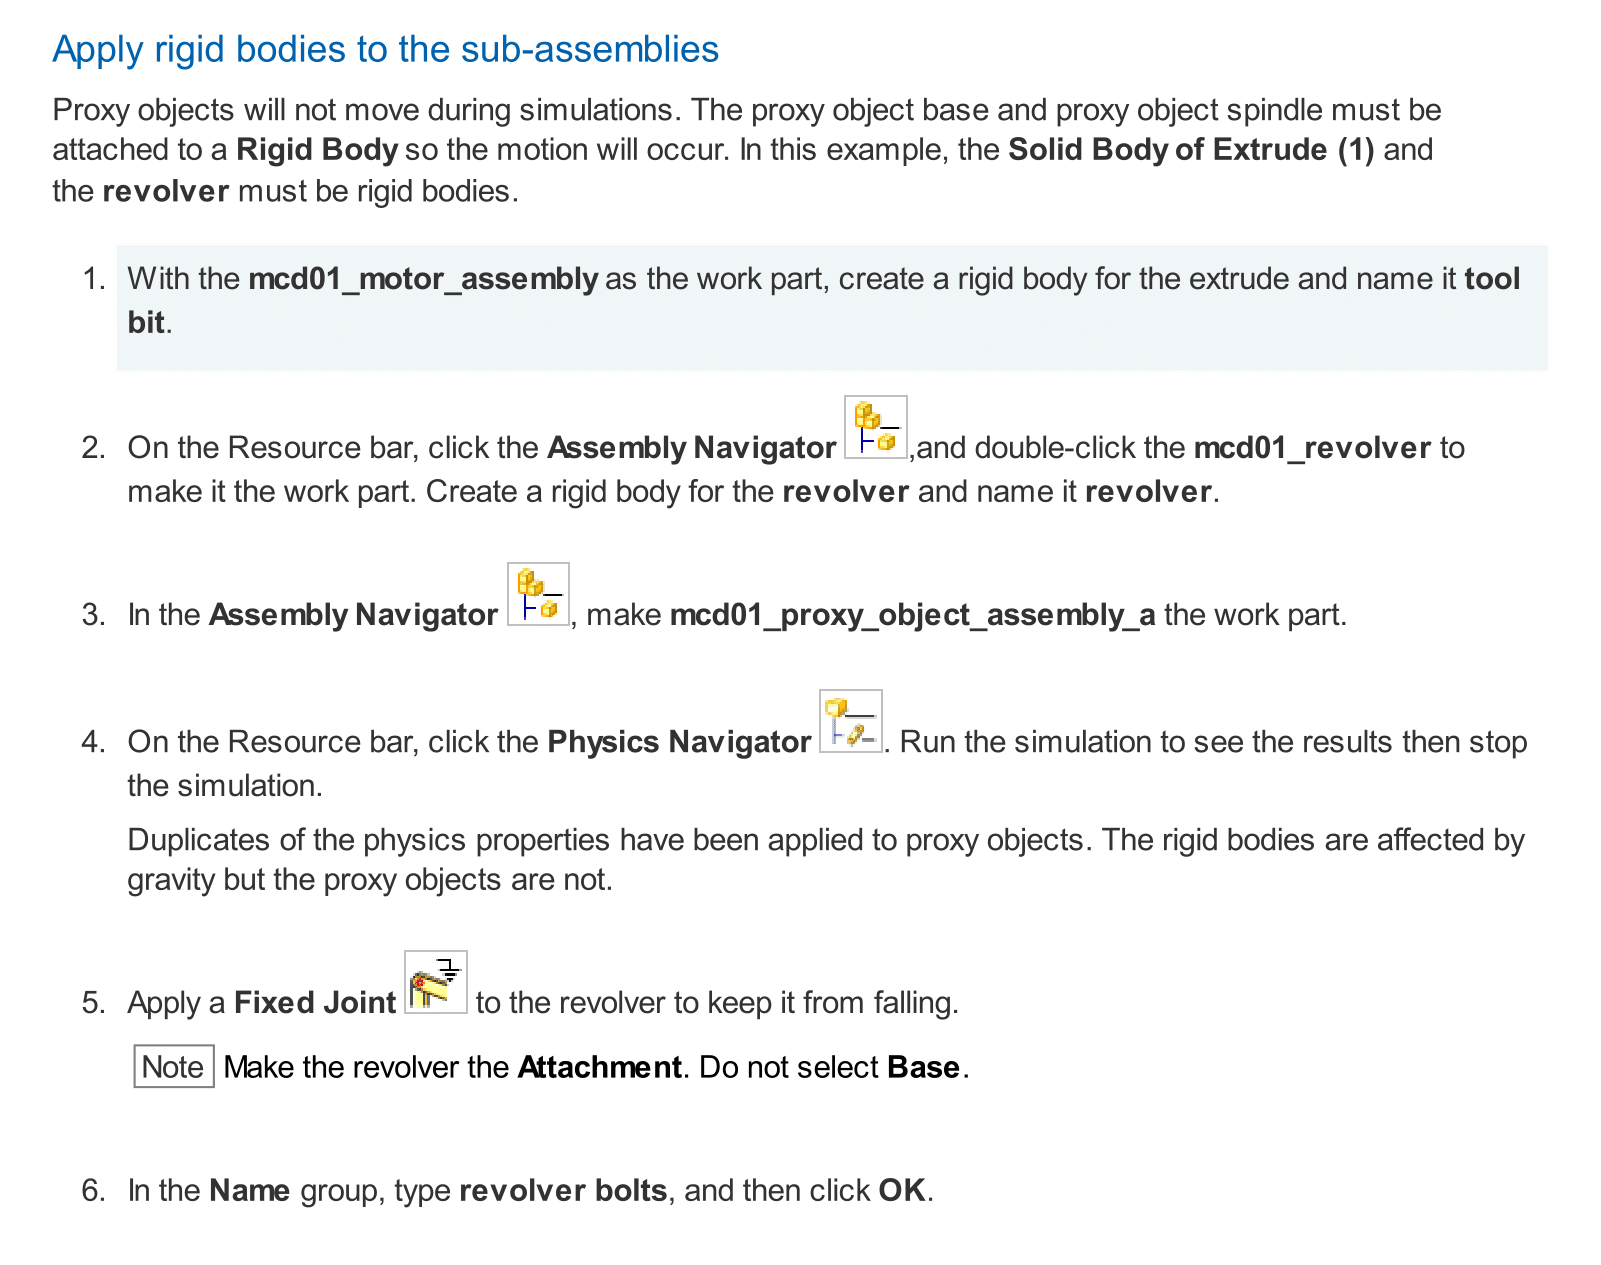 Apply rigid bodies to the sub-assemblies
Proxy objects will not move during simulations. The proxy object base and proxy object spindle must be
attached to a Rigid Body so the motion will occur. In this example, the Solid Body of Extrude (1) and
the revolver must be rigid bodies.
1. With the mcd01_motor_assembly as the work part, create a rigid body for the extrude and name it tool
bit.
2. On the Resource bar, click the Assembly Navigator ,and double-click the mcd01_revolver to
make it the work part. Create a rigid body for the revolver and name it revolver.
3. In the Assembly Navigator , make mcd01_proxy_object_assembly_a the work part.
4. On the Resource bar, click the Physics Navigator . Run the simulation to see the results then stop
the simulation.
Duplicates of the physics properties have been applied to proxy objects. The rigid bodies are affected by
gravity but the proxy objects are not.
5. Apply a Fixed Joint to the revolver to keep it from falling.
Note Make the revolver the Attachment. Do not select Base.
6. In the Name group, type revolver bolts, and then click OK.